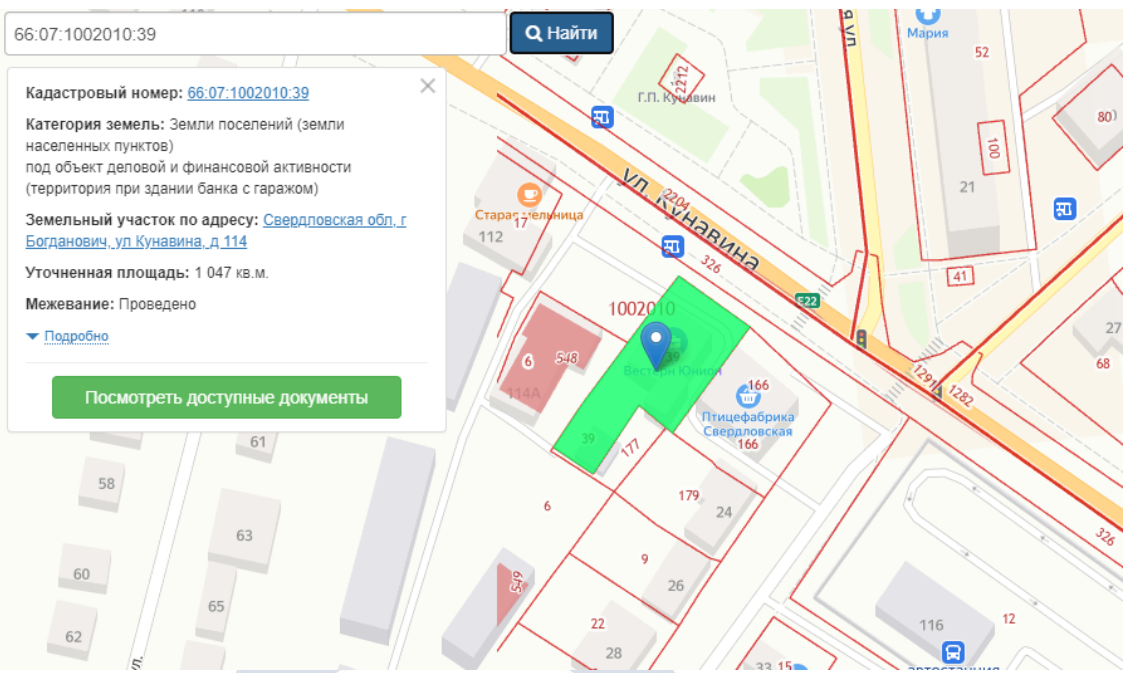 66:07:1002010:39
Найти
Кадастровый номер: 66:07:1002010:39
Категория земель: Земли поселений (земли
населенных пунктов)
под объект деловой и финансовой активности
(территория при здании банка с гаражом)
Земельный участок по адресу: Свердловская обл, г
Богданович, ул Кунавина, д 114
Уточненная площадь: 1 047 кв.м.
Межевание: Проведено
Подробно
Посмотреть доступные документы
Мария
52
2212
Г.П. Кунавин
80
100
21
ул. Кунавина
2204
Старая мельница
17
112
326
41
E22
1002010
27
68
6
548
39
Вестерн Юнион
114А
166
Птицефабрика
Свердловская
166
1291
1282
39
177
61
58
179
24
6
63
326
9
60
549
26
65
22
116
12
62
28
33
15
автостанция
ул.